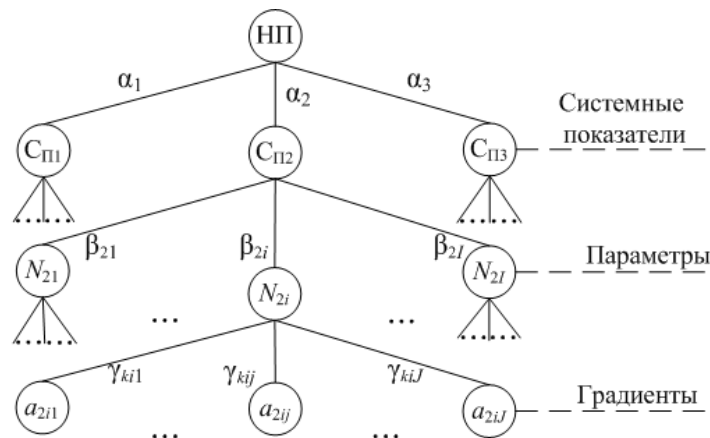 НП
α1 α2 α3
Системные
показатели
СП1 СП2 СП3
...... ......
β21 β2i β2I
Параметры
N21 N2i N2I
...... ... ... ......
γki1 γkij γkiJ
Градиенты
a2i1 a2ij a2iJ
... ...